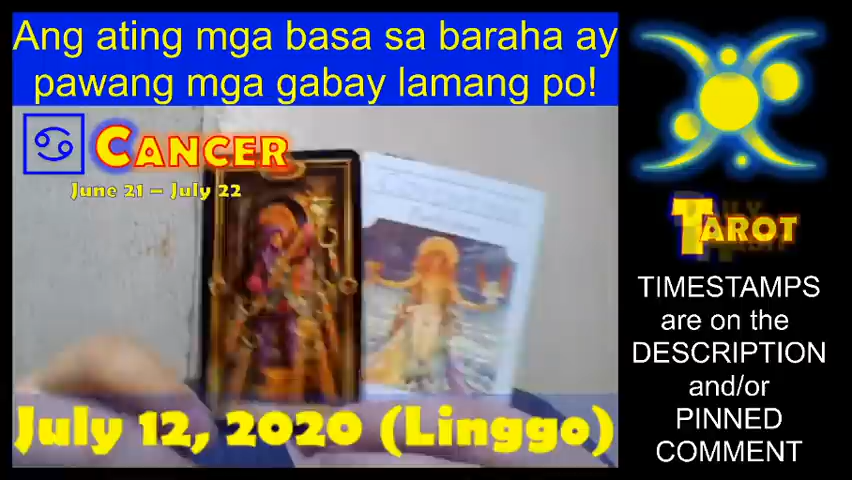 Ang ating mga basa sa baraha ay
pawang mga gabay lamang po!
CANCER
June 21 – July 22
July 12, 2020 (Linggo)
TAROT
TIMESTAMPS
are on the
DESCRIPTION
and/or
PINNED
COMMENT